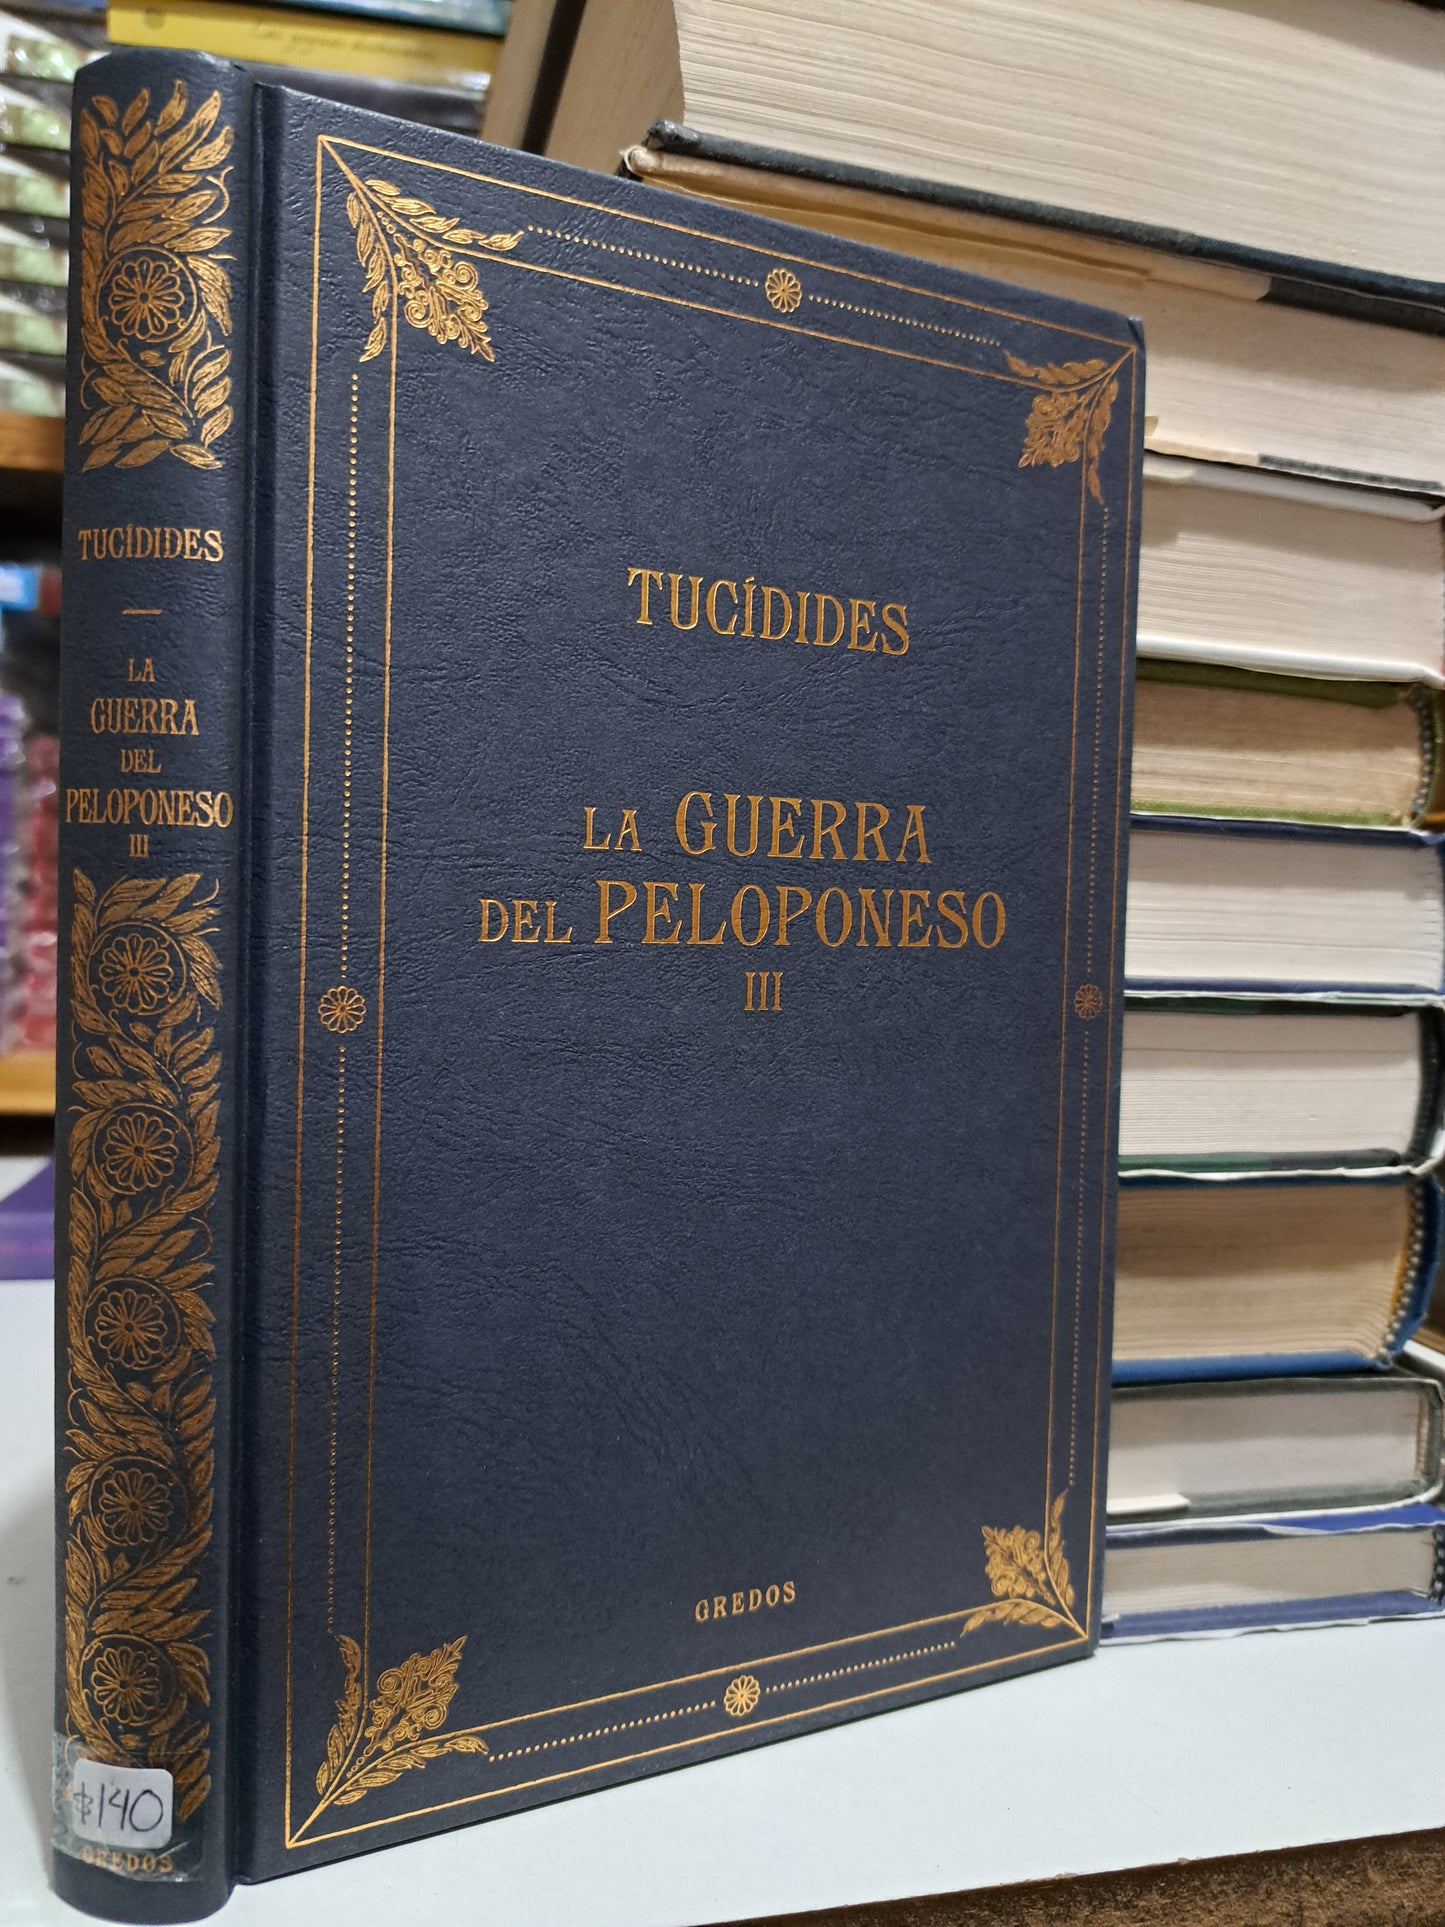 TUCÍDIDES
LA
GUERRA
DEL
PELOPONESO
III
$140
GREDOS
TUCÍDIDES
LA GUERRA
DEL PELOPONESO
III
GREDOS